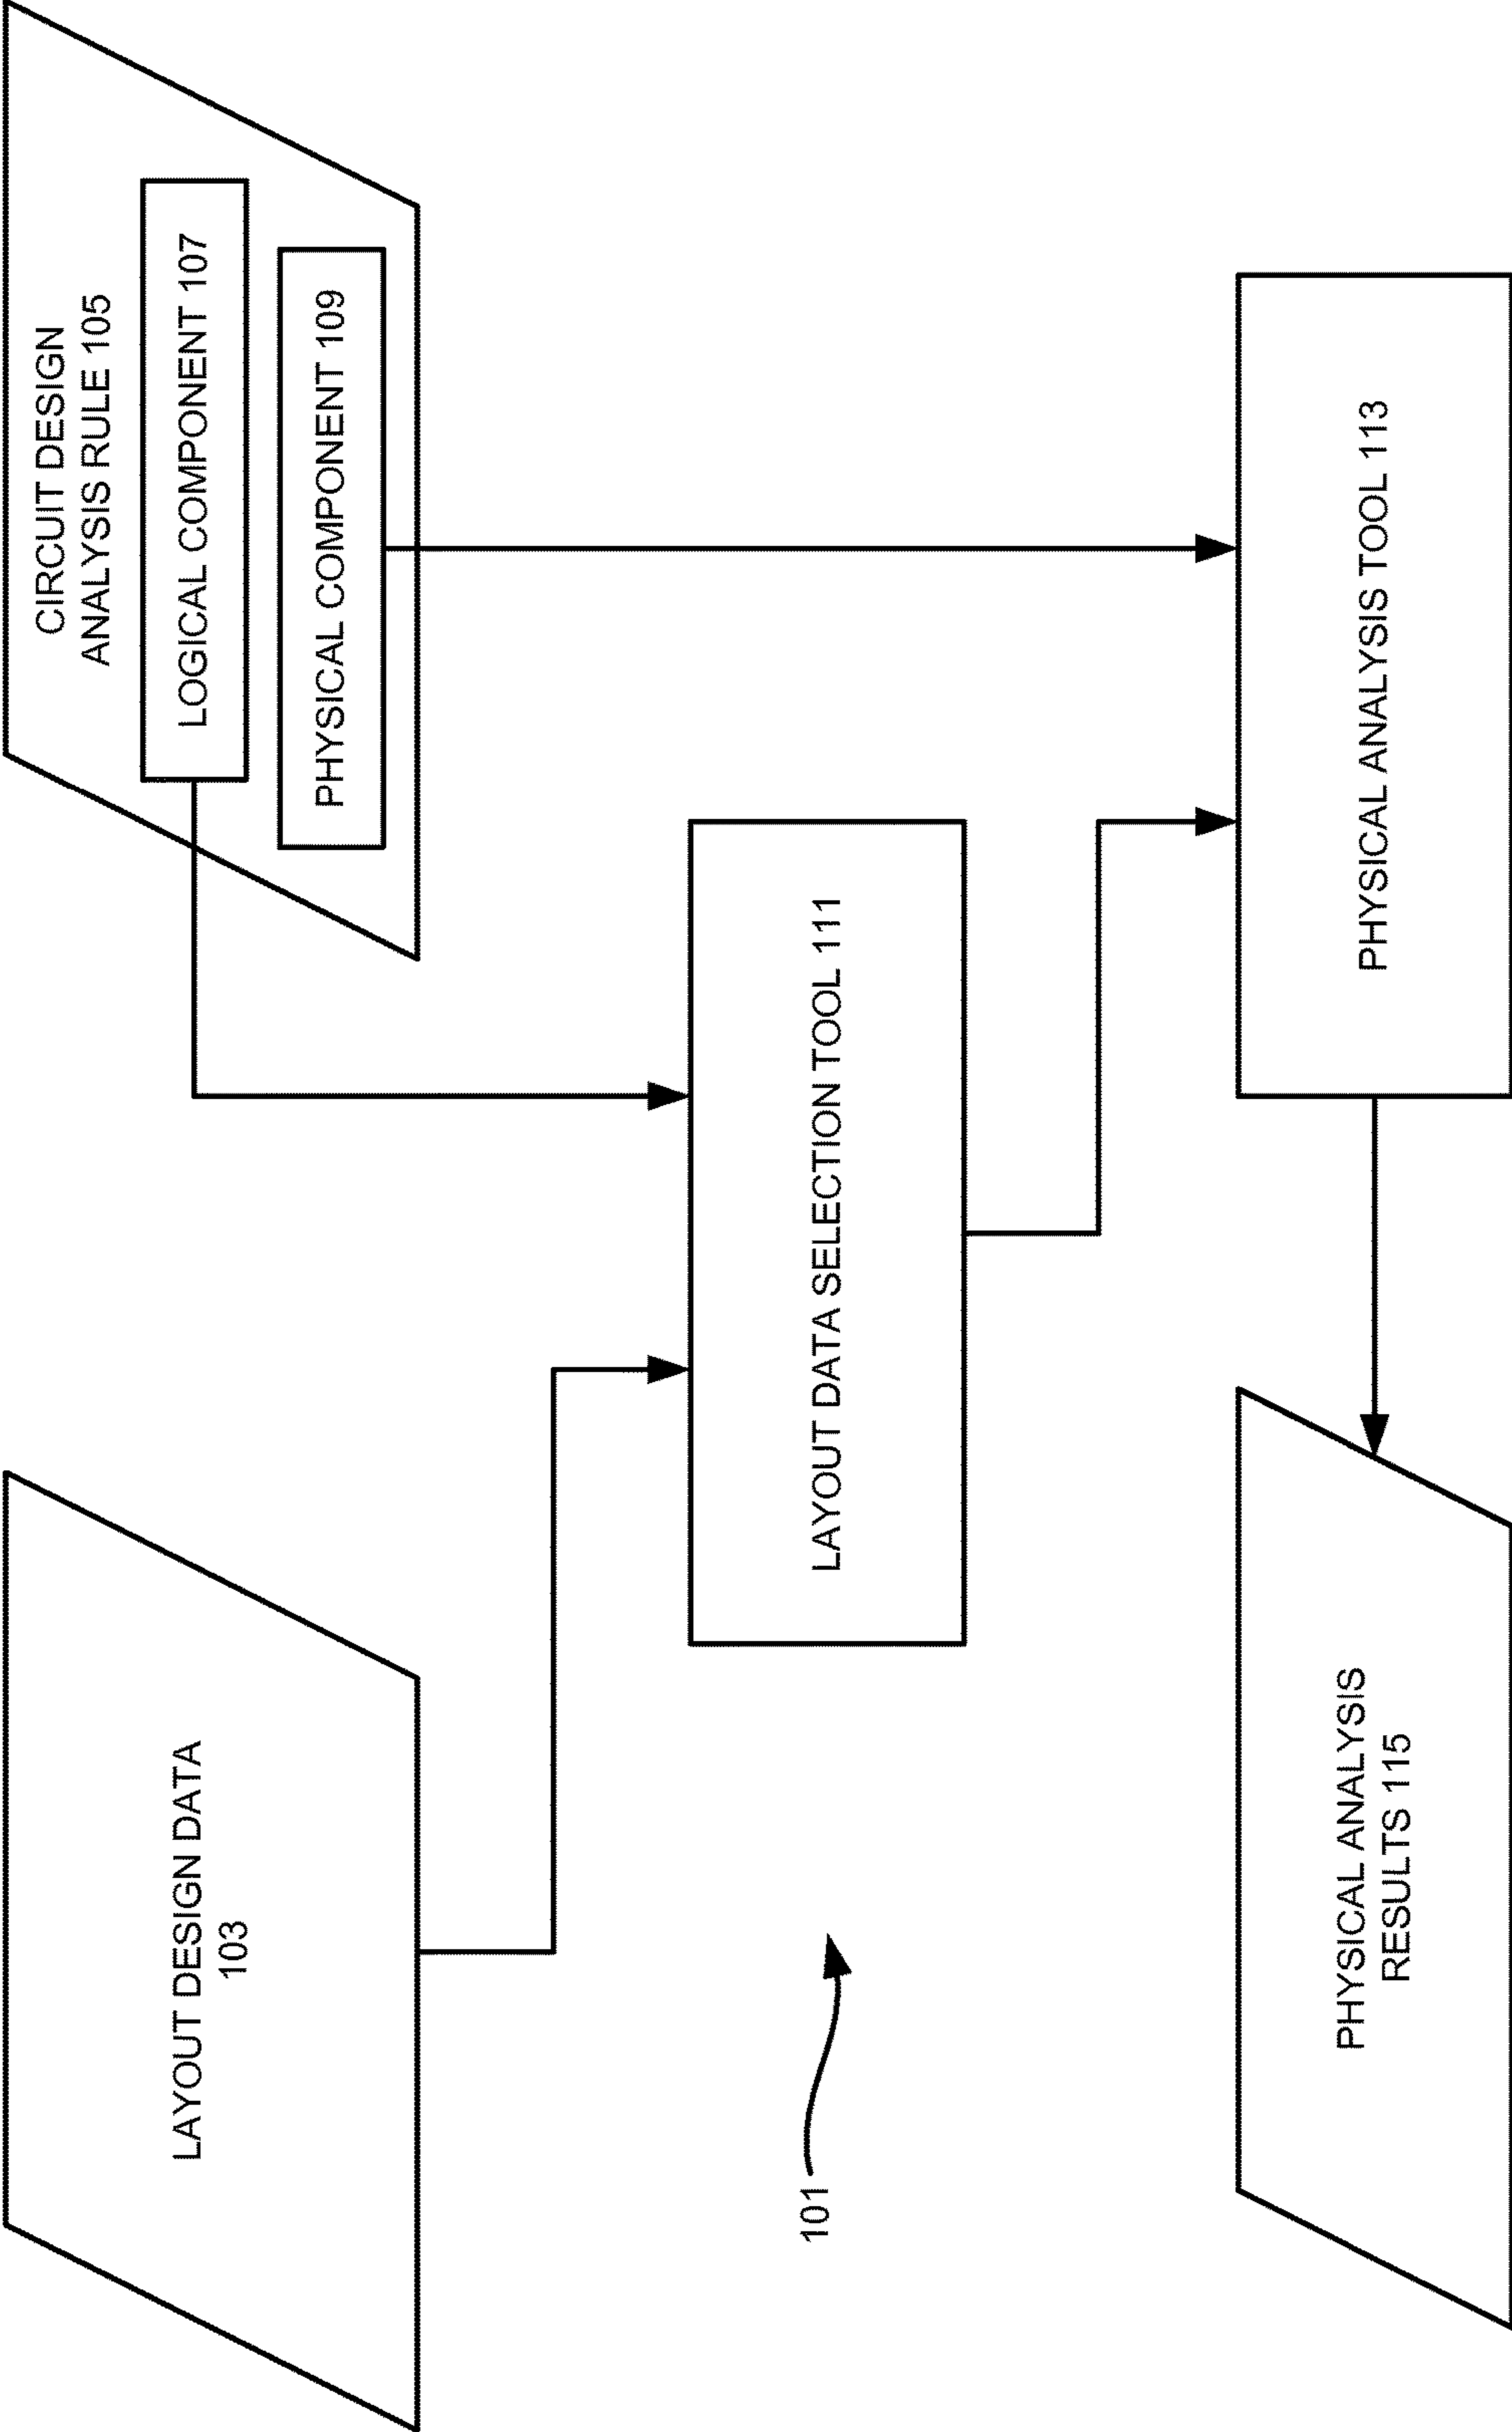 LAYOUT DESIGN DATA
103
CIRCUIT DESIGN
ANALYSIS RULE 105
LOGICAL COMPONENT 107
PHYSICAL COMPONENT 109
LAYOUT DATA SELECTION TOOL 111
101
PHYSICAL ANALYSIS
RESULTS 115
PHYSICAL ANALYSIS TOOL 113